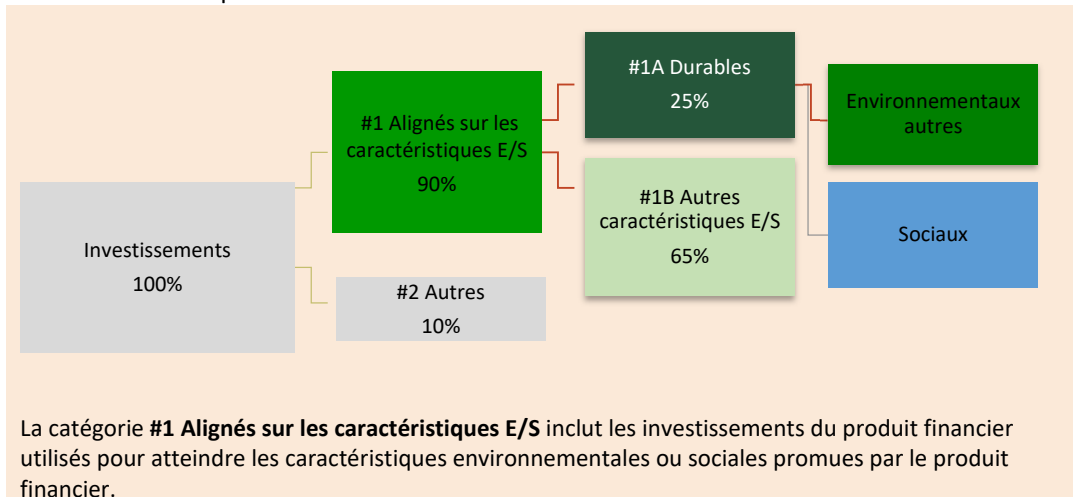 Investissements
100%
#1 Alignés sur les
caractéristiques E/S
90%
#2 Autres
10%
#1A Durables
25%
#1B Autres
caractéristiques E/S
65%
Environnementaux
autres
Sociaux
La catégorie #1 Alignés sur les caractéristiques E/S inclut les investissements du produit financier
utilisés pour atteindre les caractéristiques environnementales ou sociales promues par le produit
financier.